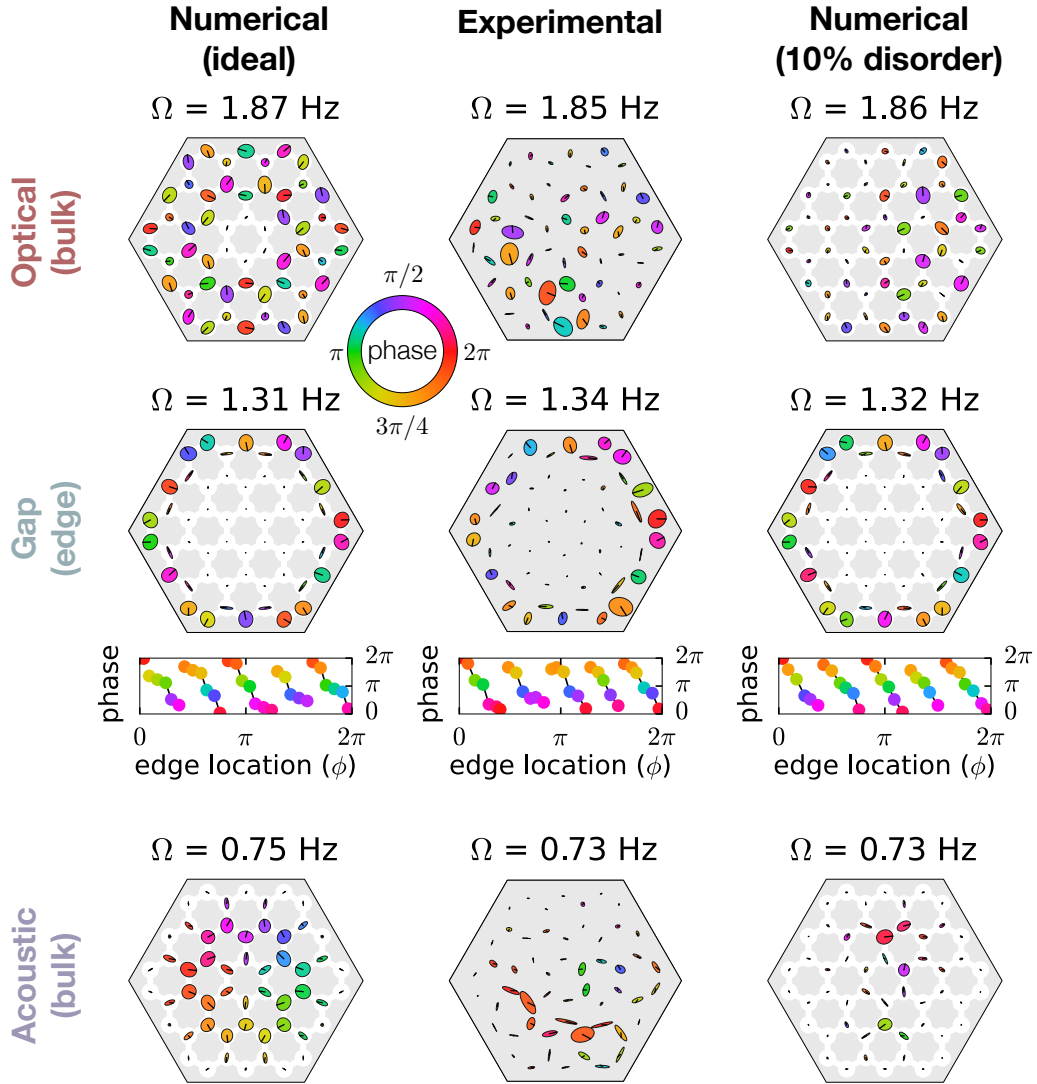 Numerical
(ideal)
Experimental
Numerical
(10% disorder)
Optical
(bulk)
Ω = 1.87 Hz
Ω = 1.85 Hz
Ω = 1.86 Hz
π/2
π
phase
2π
3π/4
Gap
(edge)
Ω = 1.31 Hz
Ω = 1.34 Hz
Ω = 1.32 Hz
phase
2π
π
0
0
π
2π
edge location (ϕ)
phase
2π
π
0
0
π
2π
edge location (ϕ)
phase
2π
π
0
0
π
2π
edge location (ϕ)
Acoustic
(bulk)
Ω = 0.75 Hz
Ω = 0.73 Hz
Ω = 0.73 Hz